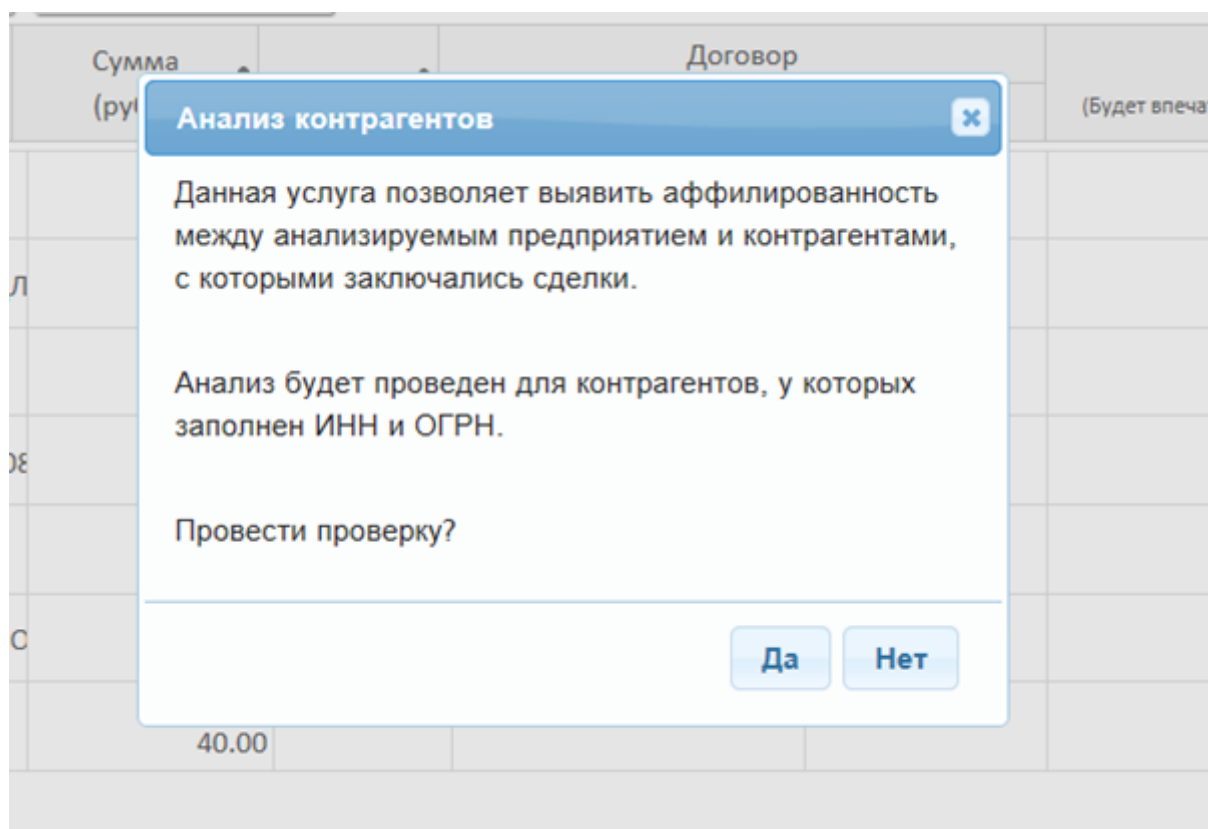 Сумма
Договор
(Будет
Анализ контрагентов
Данная услуга позволяет выявить аффилированность
между анализируемым предприятием и контрагентами,
с которыми заключались сделки.
Анализ будет проведен для контрагентов, у которых
заполнен ИНН и ОГРН.
Провести проверку?
Да Нет
40.00